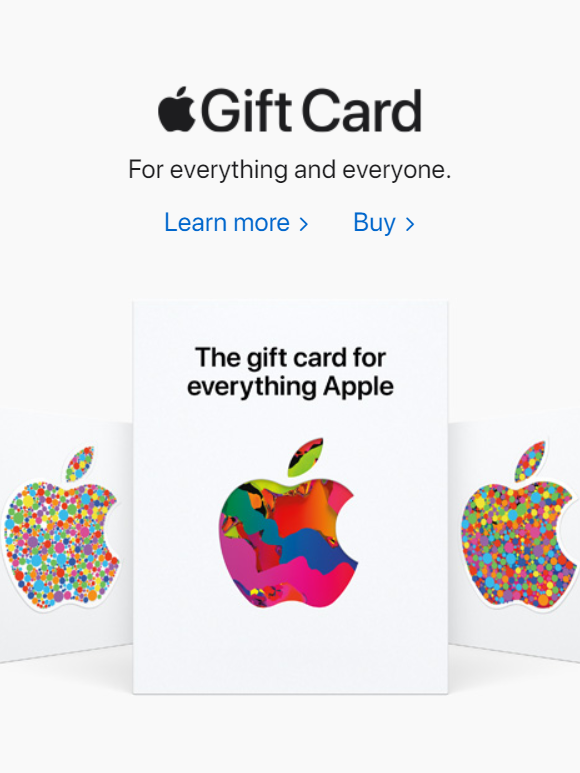 Gift Card
For everything and everyone.
Learn more >
Buy >
The gift card for
everything Apple